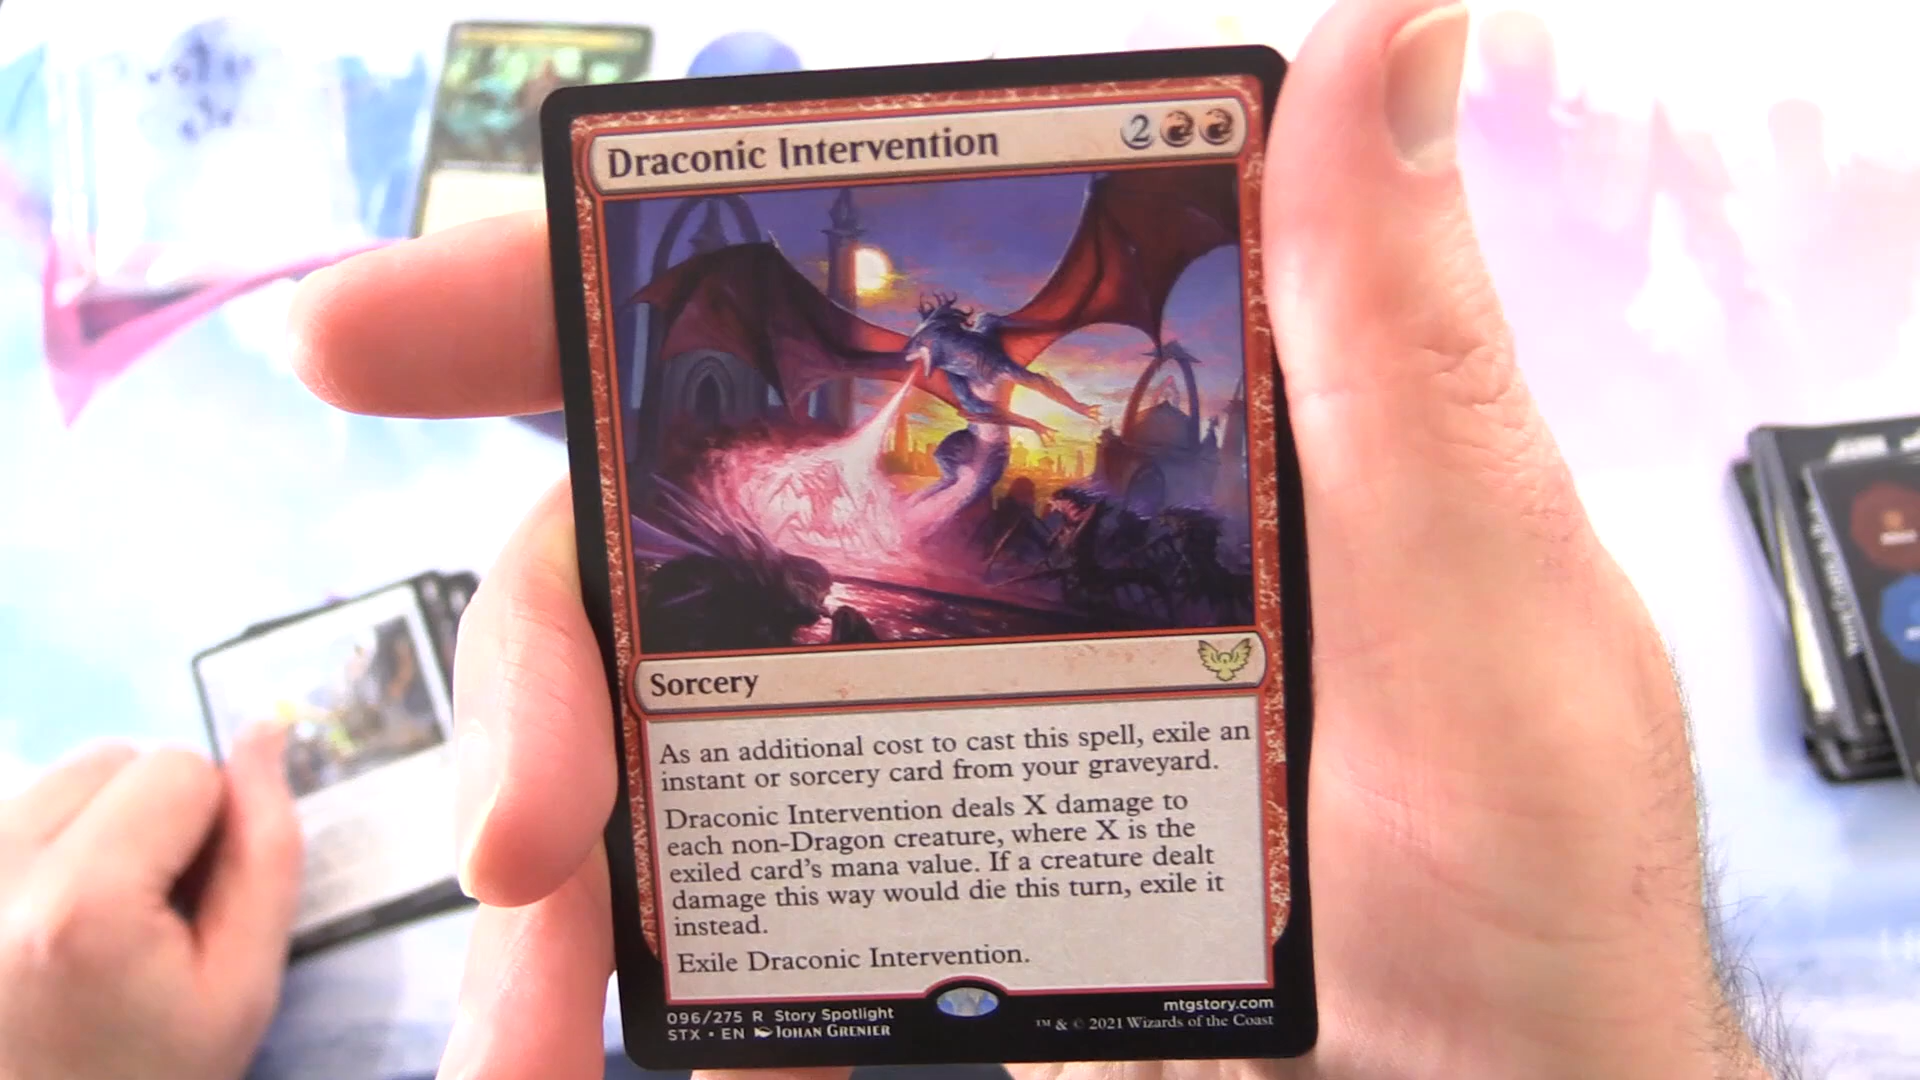 Draconic Intervention 2
Sorcery
As an additional cost to cast this spell, exile an
instant or sorcery card from your graveyard.
Draconic Intervention deals X damage to
each non-Dragon creature, where X is the
exiled card's mana value. If a creature dealt
damage this way would die this turn, exile it
instead.
Exile Draconic Intervention.
096/275 R Story Spotlight
STX • EN Johan Grenier
mtgstory.com
™ & © 2021 Wizards of the Coast